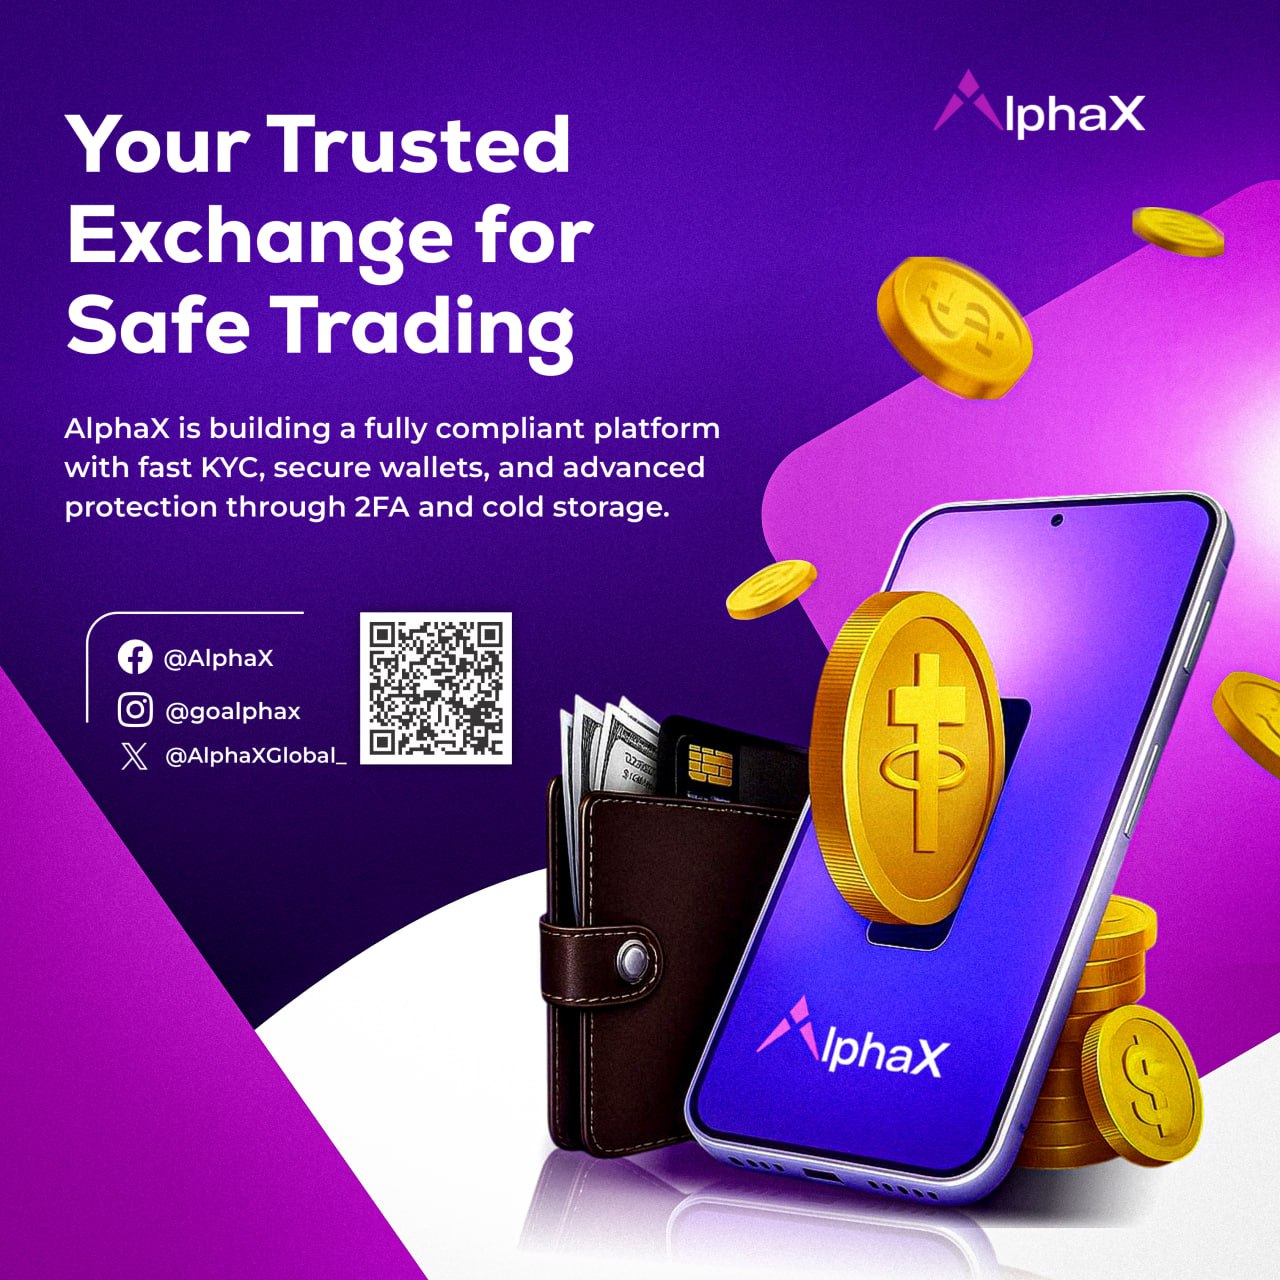 AlphaX
Your Trusted
Exchange for
Safe Trading
AlphaX is building a fully compliant platform
with fast KYC, secure wallets, and advanced
protection through 2FA and cold storage.
@AlphaX
@goalphax
@AlphaXGlobal_
AlphaX